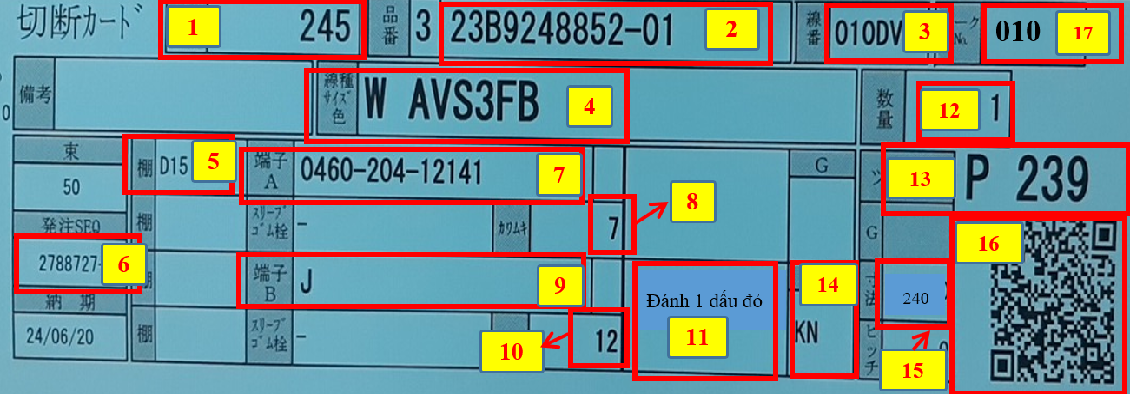 切断カード 1 245 品番 3 23B9248852-01 2 線番 010DV 3 ークNo. 010 17
備考 線種サイズ色 W AVS3FB 4 数量 12 1
束 棚 D15 5 端子A 0460-204-12141 7 G ツ 13 P 239
50
発注SEQ 棚 スリーブゴム栓 - カワムキ 7 8 G 16
2788727- 6 棚 端子B J 9 Đánh 1 dấu đỏ 14 寸法 240
納期
24/06/20 棚 スリーブゴム栓 - 10 12 11 KN ピッチ 15